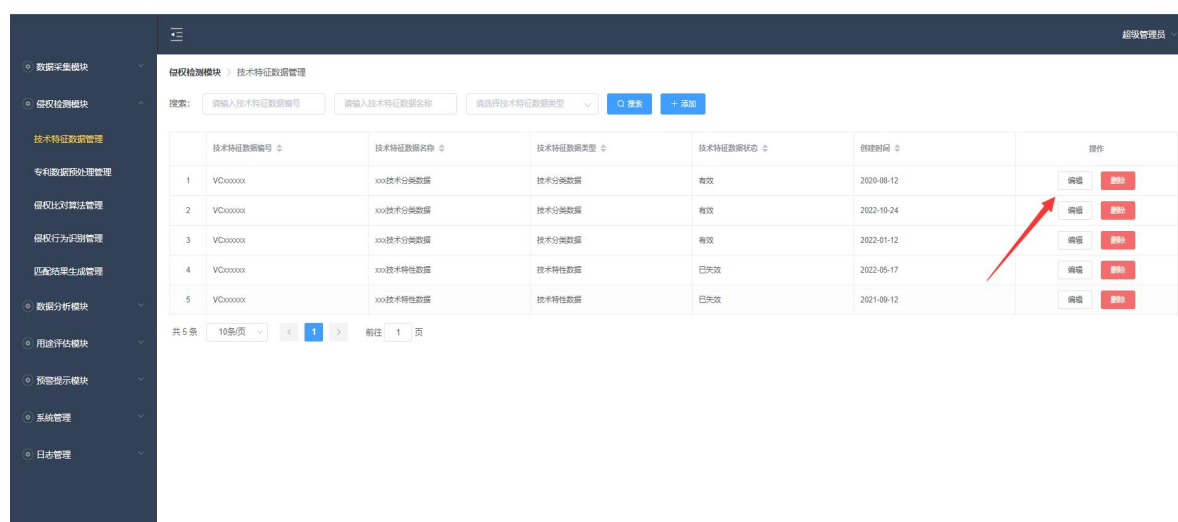 超级管理员
数据采集模块
侵权检测模块
技术特征数据管理
专利数据预处理管理
侵权比对算法管理
侵权行为识别管理
匹配结果生成管理
数据分析模块
用途评估模块
预警提示模块
系统管理
日志管理
侵权检测模块 > 技术特征数据管理
搜索: 请输入技术特征数据编号 请输入技术特征数据名称 请选择技术特征数据类型 搜索 + 添加
技术特征数据编号 技术特征数据名称 技术特征数据类型 技术特征数据状态 创建时间 操作
1 VCxxxxxx xxx技术分类数据 技术分类数据 有效 2020-08-12 编辑 删除
2 VCxxxxxx xxx技术分类数据 技术分类数据 有效 2022-10-24 编辑 删除
3 VCxxxxxx xxx技术分类数据 技术分类数据 有效 2022-01-12 编辑 删除
4 VCxxxxxx xxx技术特性数据 技术特性数据 已失效 2022-05-17 编辑 删除
5 VCxxxxxx xxx技术特性数据 技术特性数据 已失效 2021-09-12 编辑 删除
共 5 条 10条/页 < 1 > 前往 1 页